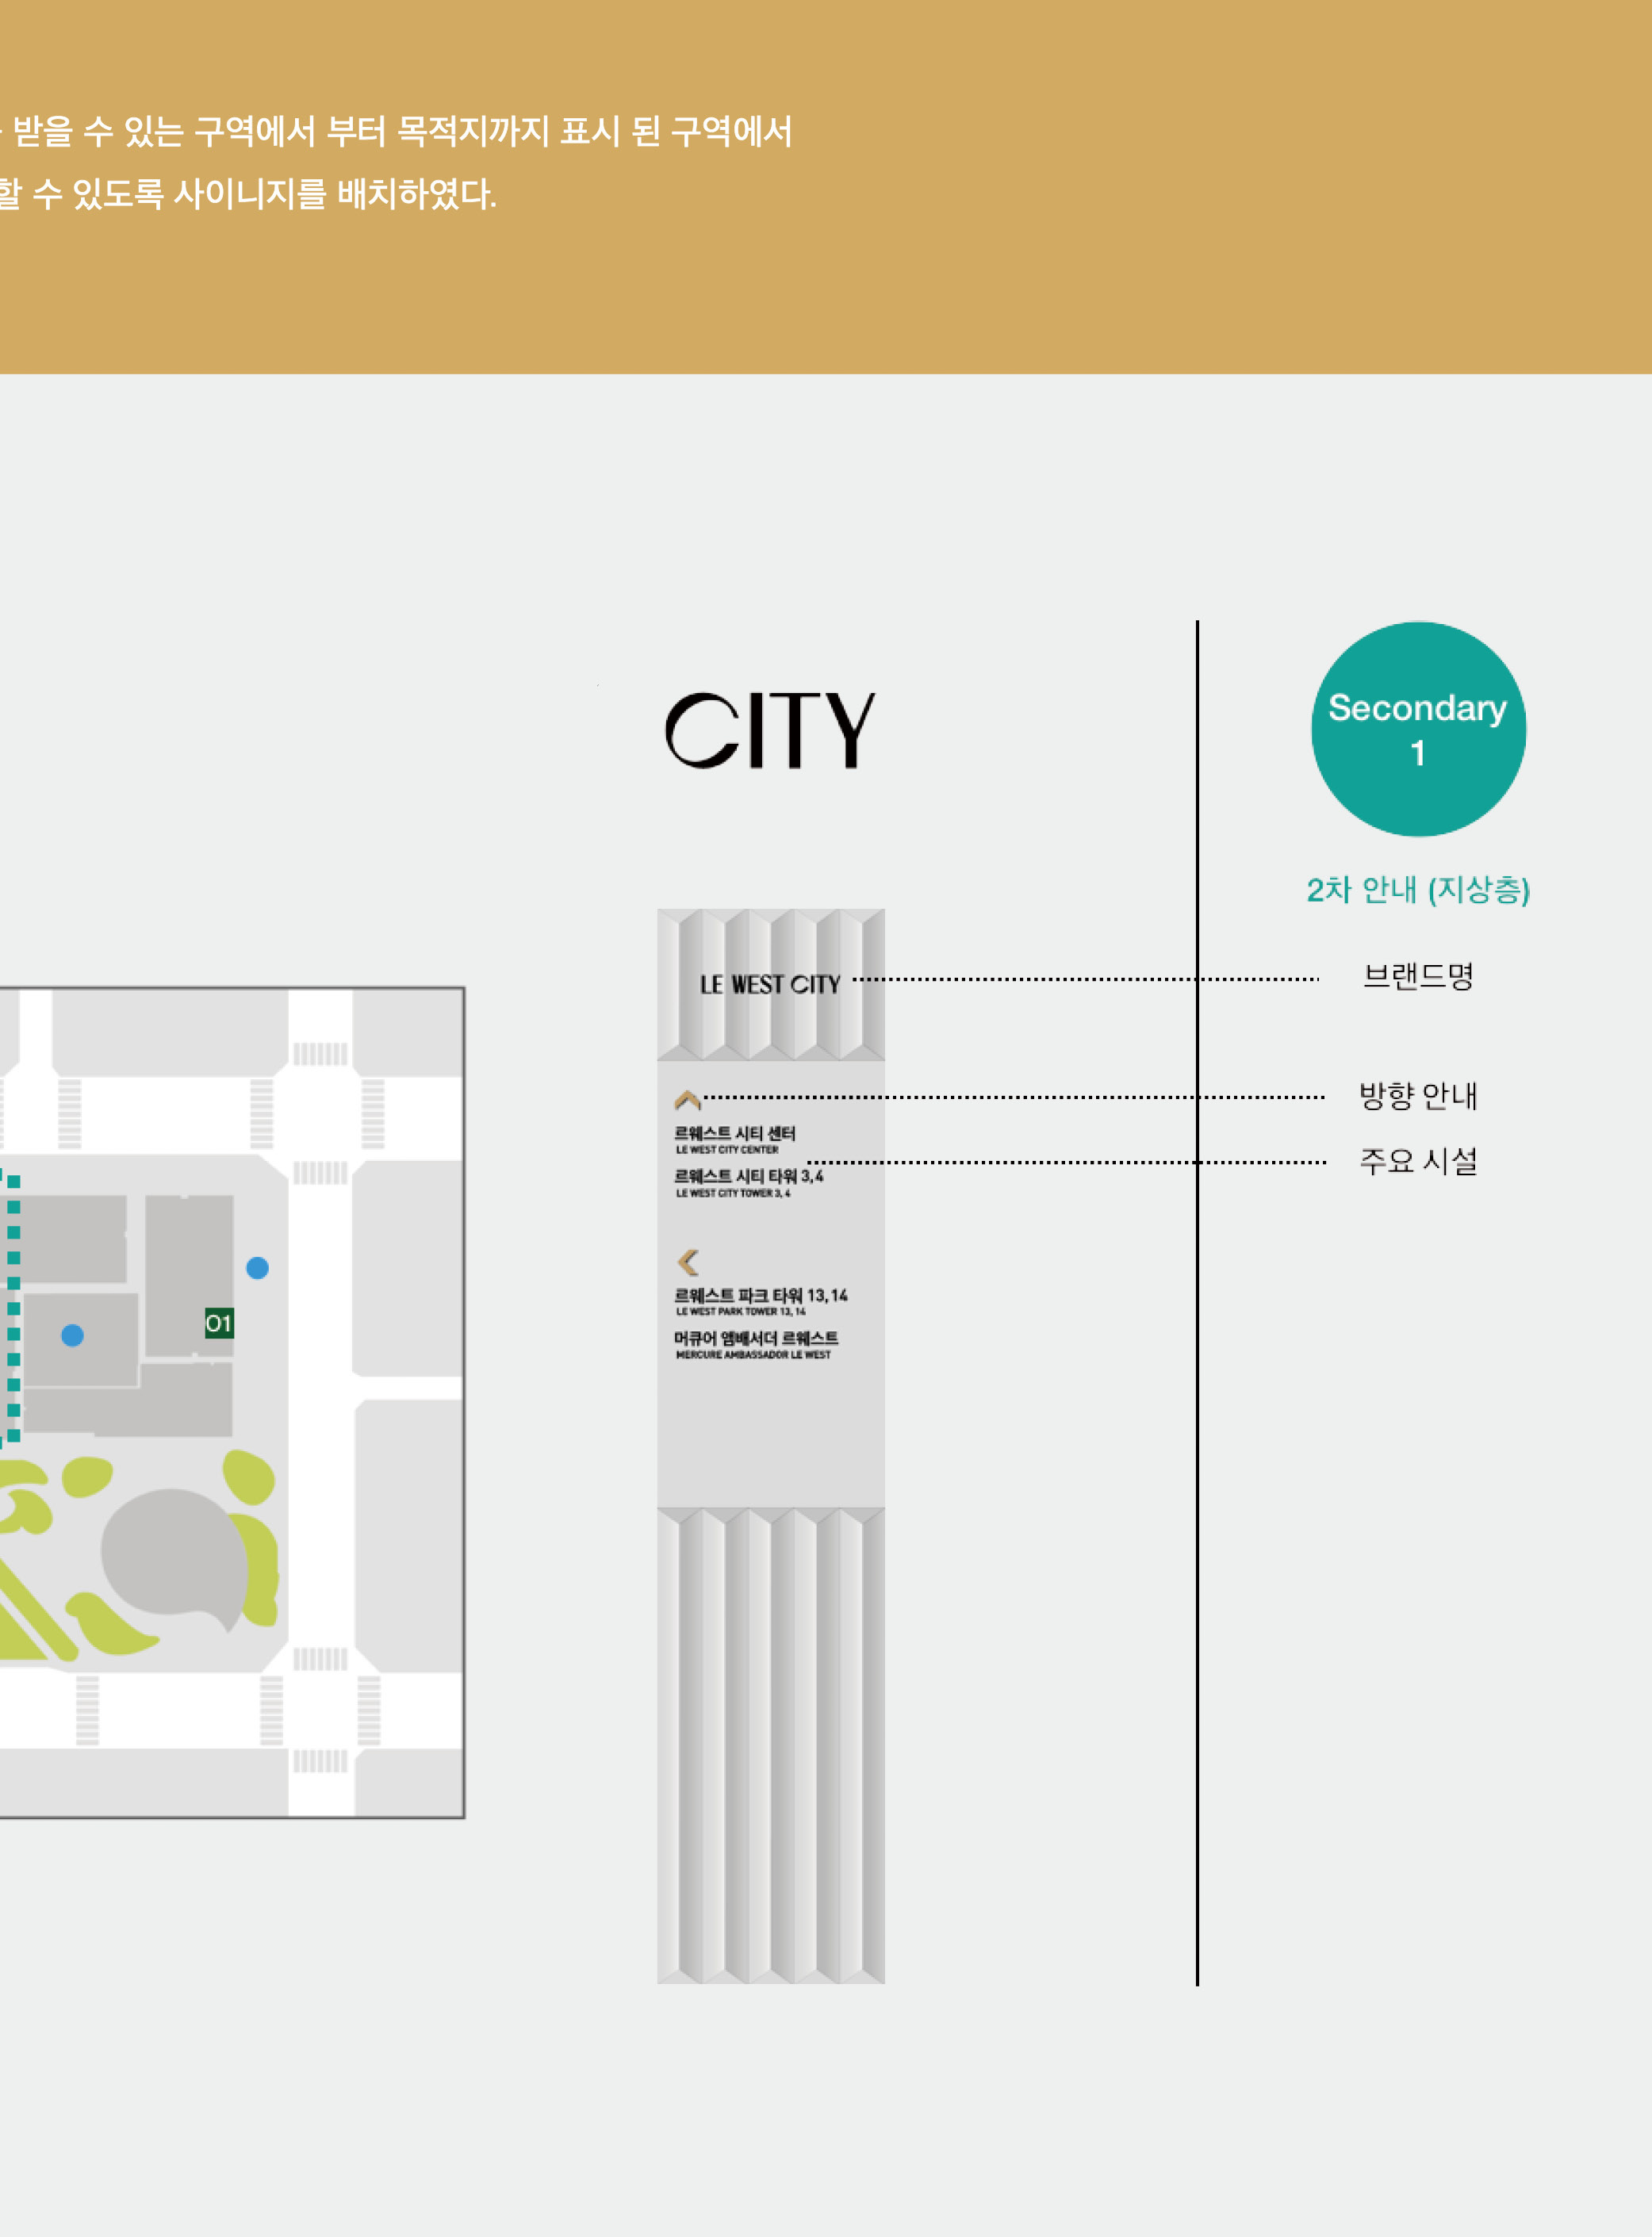 받을 수 있는 구역에서 부터 목적지까지 표시 된 구역에서
할 수 있도록 사이니지를 배치하였다.
CITY
Secondary
1
2차 안내 (지상층)
LE WEST CITY
브랜드명
방향 안내
르웨스트 시티 센터
LE WEST CITY CENTER
주요 시설
르웨스트 시티 타워 3,4
LE WEST CITY TOWER 3, 4
르웨스트 파크 타워 13,14
LE WEST PARK TOWER 13, 14
머큐어 앰배서더 르웨스트
MERCURE AMBASSADOR LE WEST
01